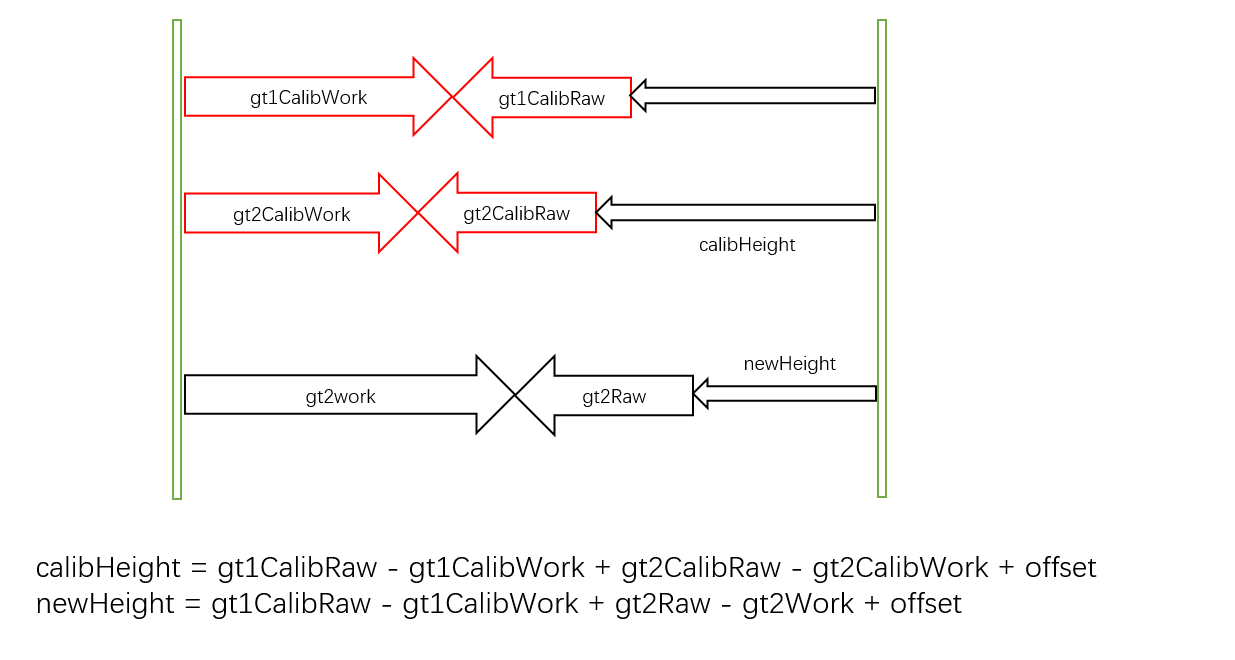 gt1CalibWork
gt1CalibRaw
gt2CalibWork
gt2CalibRaw
calibHeight
newHeight
gt2work
gt2Raw
calibHeight = gt1CalibRaw - gt1CalibWork + gt2CalibRaw - gt2CalibWork + offset
newHeight = gt1CalibRaw - gt1CalibWork + gt2Raw - gt2Work + offset